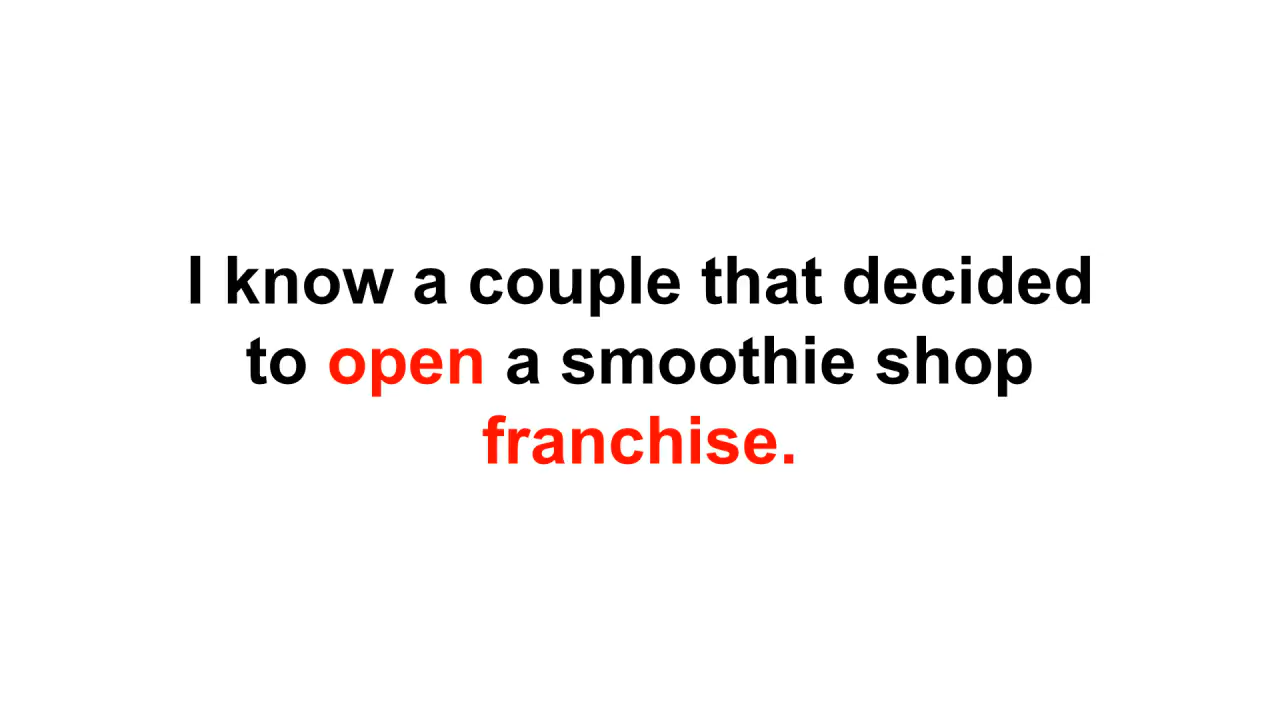 I know a couple that decided
to open a smoothie shop
franchise.